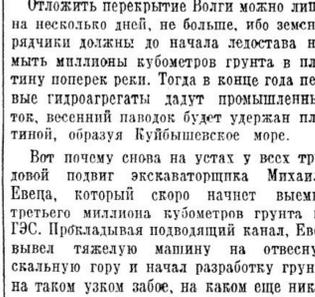 Отложить перекрытие Волги можно лиш
на несколько дней, не больше, ибо земсн
рядчики должны до начала ледостава н
мыть миллионы кубометров грунта в пл
тину поперек реки. Тогда в конце года пе
вые гидроагрегаты дадут промышленны
ток, весенний паводок будет удержан пл
тиной, образуя Куйбышевское море.
Вот почему снова на устах у всех тр
довой подвиг экскаваторщика Михаил
Евеца, который скоро начнет выемк
третьего миллиона кубометров грунта 
ГЭС. Прокладывая подводящий канал, Еве
вывел тяжелую машину на отвесну
скальную гору и начал разработку грун
на таком узком забое, на каком еще ник